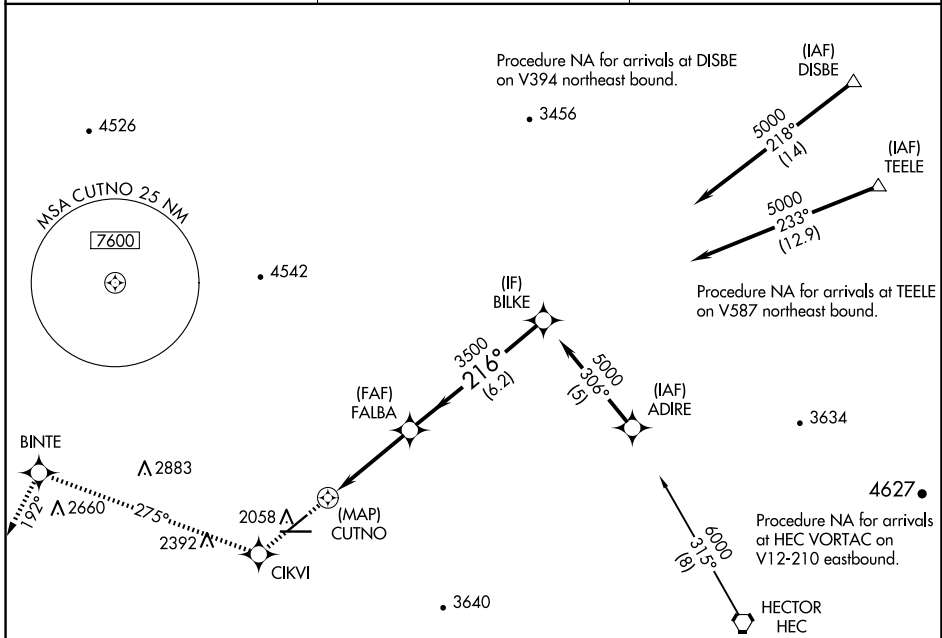 Procedure NA for arrivals at DISBE
on V394 northeast bound.
(IAF)
DISBE
4526
3456
5000
218°
(14)
(IAF)
TEELE
MSA CUTNO 25 NM
7600
5000
233°
(12.9)
4542
Procedure NA for arrivals at TEELE
on V587 northeast bound.
(IF)
BILKE
3500
216°
(6.2)
5000
306°
(5)
(FAF)
FALBA
(IAF)
ADIRE
3634
BINTE
2883
192°
2660
275°
2392
2058
(MAP)
CUTNO
4627
Procedure NA for arrivals
at HEC VORTAC on
V12-210 eastbound.
CIKVI
6000
315°
(8)
3640
HECTOR
HEC